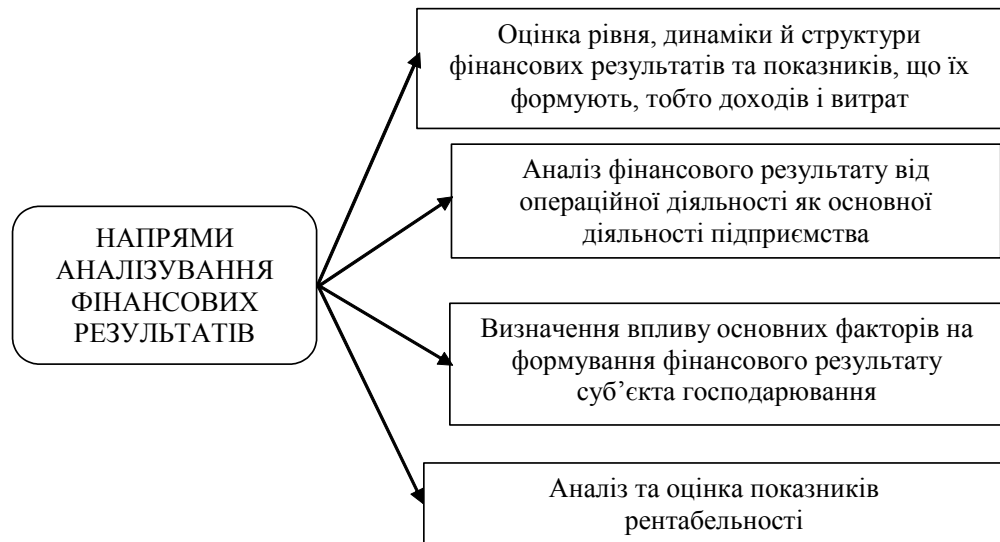 Оцінка рівня, динаміки й структури
фінансових результатів та показників, що їх
формують, тобто доходів і витрат
Аналіз фінансового результату від
операційної діяльності як основної
діяльності підприємства
НАПРЯМИ
АНАЛІЗУВАННЯ
ФІНАНСОВИХ
РЕЗУЛЬТАТІВ
Визначення впливу основних факторів на
формування фінансового результату
суб’єкта господарювання
Аналіз та оцінка показників
рентабельності